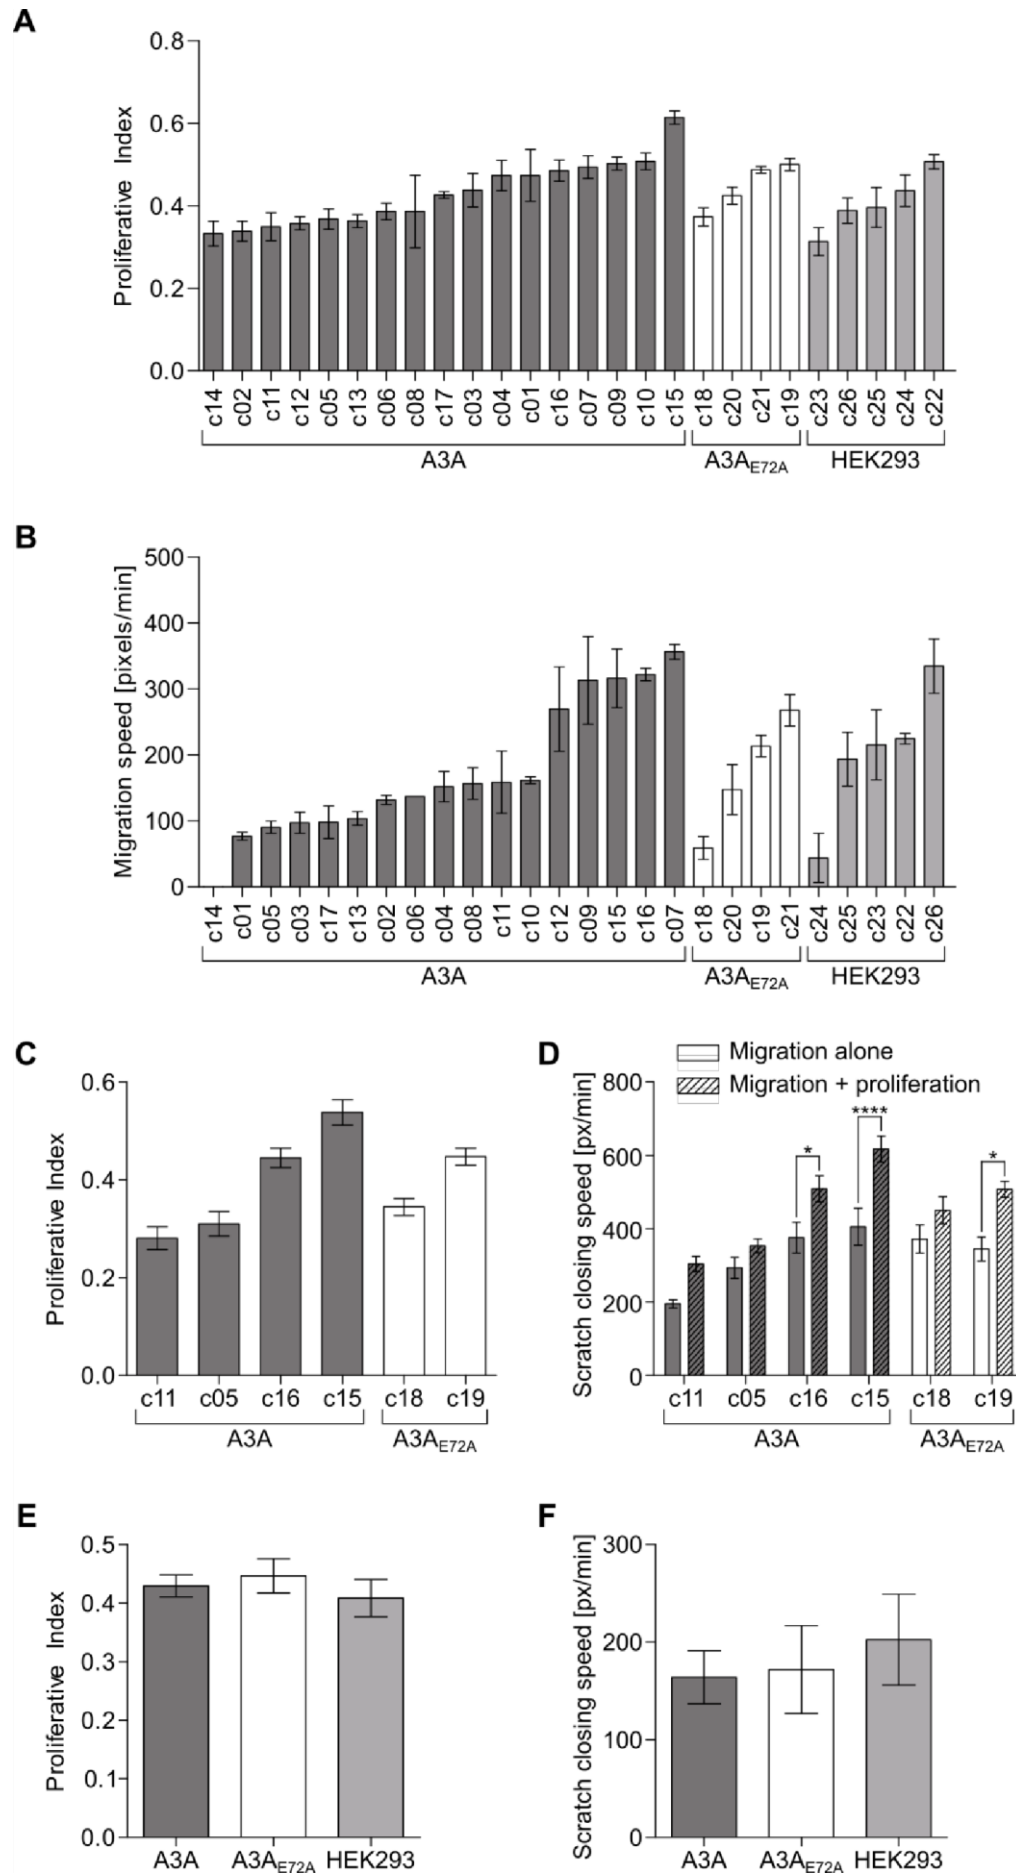 A
Proliferative Index
0.8
0.6
0.4
0.2
0.0
c14 c02 c11 c12 c05 c13 c06 c08 c17 c03 c04 c01 c16 c07 c09 c10 c15 c18 c20 c21 c19 c23 c26 c25 c24 c22
A3A A3AE72A HEK293
B
Migration speed [pixels/min]
500
400
300
200
100
0
c14 c01 c05 c03 c17 c13 c02 c06 c04 c08 c11 c10 c12 c09 c15 c16 c07 c18 c20 c19 c21 c24 c25 c23 c22 c26
A3A A3AE72A HEK293
C
Proliferative Index
0.6
0.4
0.2
0.0
c11 c05 c16 c15 c18 c19
A3A A3AE72A
D
Migration alone
Migration + proliferation
Scratch closing speed [px/min]
800
600
400
200
0
* **** *
c11 c05 c16 c15 c18 c19
A3A A3AE72A
E
Proliferative Index
0.5
0.4
0.3
0.2
0.1
0.0
A3A A3AE72A HEK293
F
Scratch closing speed [px/min]
300
200
100
0
A3A A3AE72A HEK293